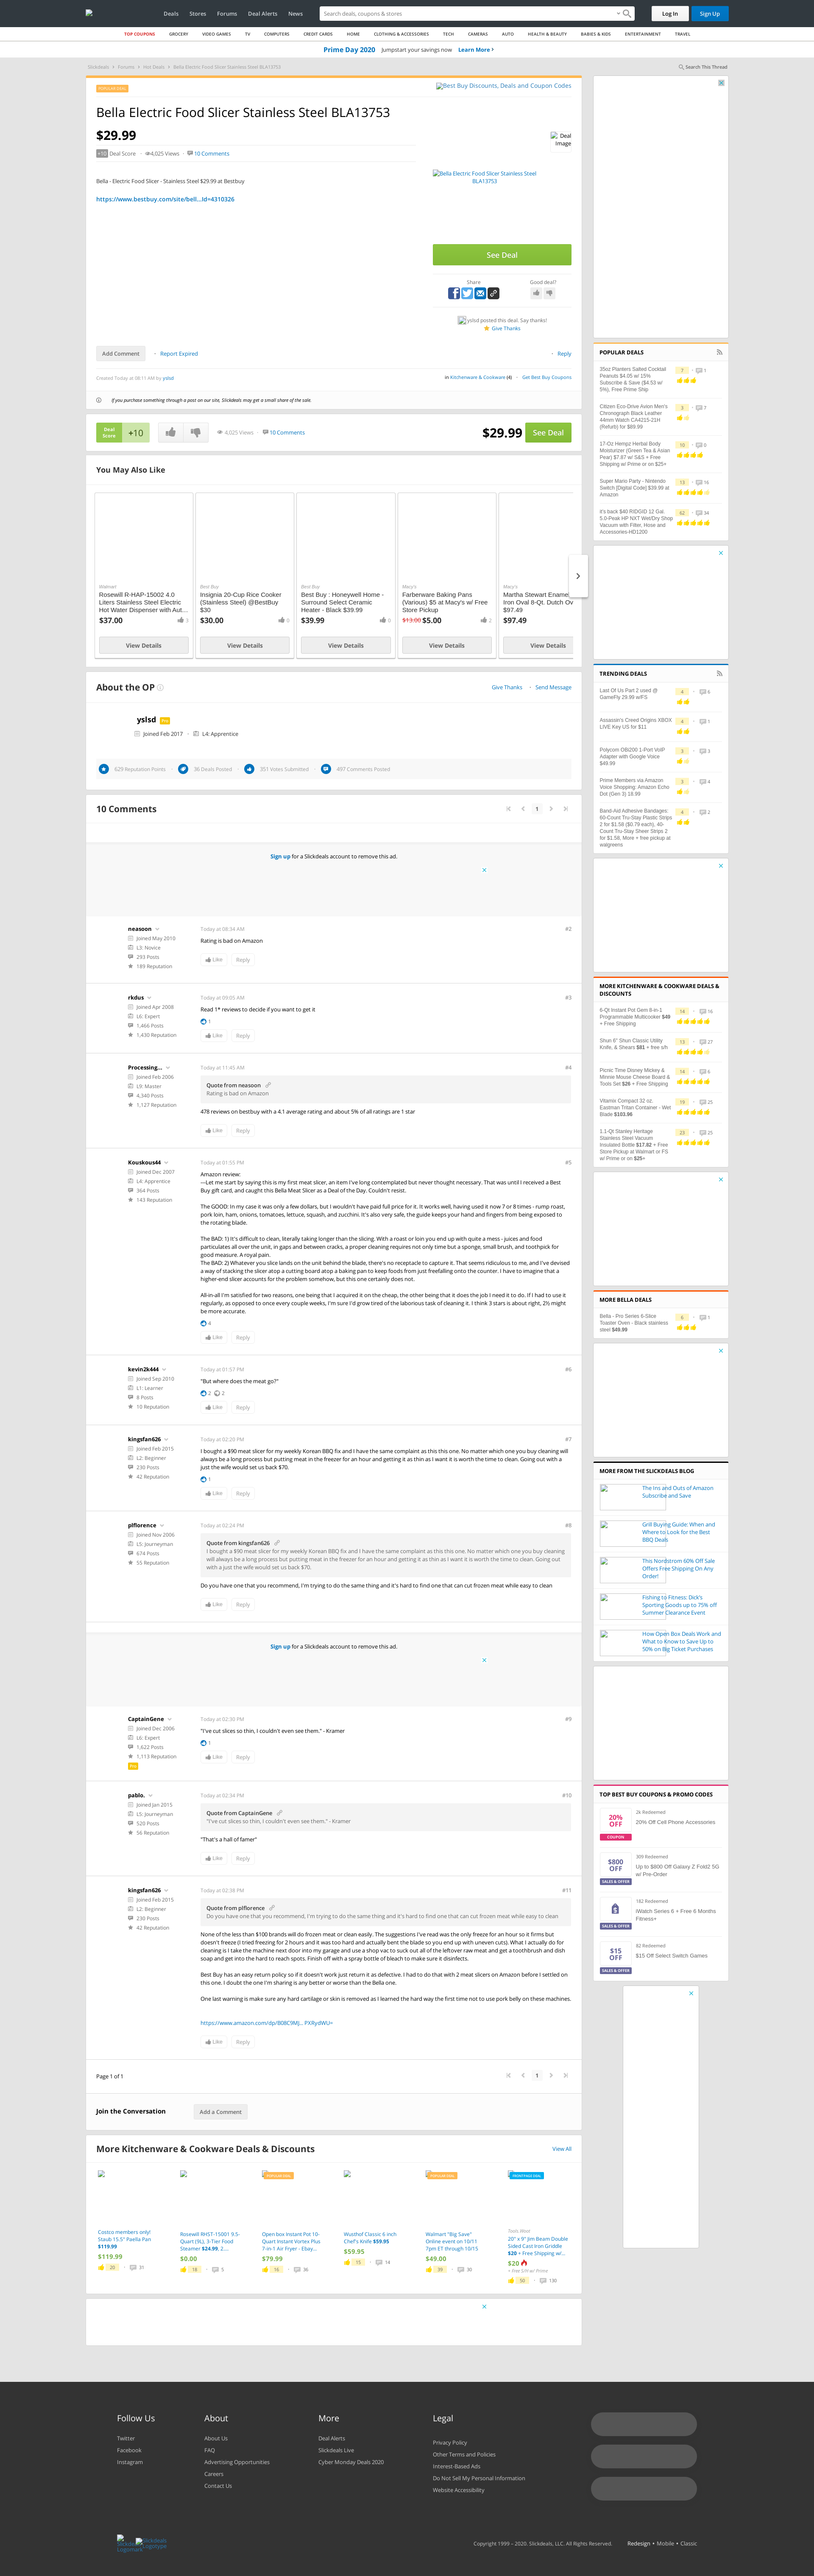 Deals
Stores
Forums
Deal Alerts
News
Search deals, coupons & stores
Log In
Sign Up
TOP COUPONS
GROCERY
VIDEO GAMES
TV
COMPUTERS
CREDIT CARDS
HOME
CLOTHING & ACCESSORIES
TECH
CAMERAS
AUTO
HEALTH & BEAUTY
BABIES & KIDS
ENTERTAINMENT
TRAVEL
Prime Day 2020 Jumpstart your savings now Learn More
Slickdeals Forums Hot Deals Bella Electric Food Slicer Stainless Steel BLA13753
Search This Thread
POPULAR DEAL
Best Buy Discounts, Deals and Coupon Codes
Bella Electric Food Slicer Stainless Steel BLA13753
$29.99
Deal
Image
+10 Deal Score 4,025 Views 10 Comments
Bella - Electric Food Slicer - Stainless Steel $29.99 at Bestbuy
https://www.bestbuy.com/site/bell...Id=4310326
Bella Electric Food Slicer Stainless Steel
BLA13753
See Deal
Share
Good deal?
yslsd posted this deal. Say thanks!
Give Thanks
Add Comment
Report Expired
Reply
Created Today at 08:11 AM by yslsd
in Kitchenware & Cookware (4)
Get Best Buy Coupons
If you purchase something through a post on our site, Slickdeals may get a small share of the sale.
Deal
Score
+10
4,025 Views
10 Comments
$29.99
See Deal
You May Also Like
Walmart
Rosewill R-HAP-15002 4.0
Liters Stainless Steel Electric
Hot Water Dispenser with Aut...
$37.00
3
View Details
Best Buy
Insignia 20-Cup Rice Cooker
(Stainless Steel) @BestBuy
$30
$30.00
0
View Details
Best Buy
Best Buy : Honeywell Home -
Surround Select Ceramic
Heater - Black $39.99
$39.99
0
View Details
Macy's
Farberware Baking Pans
(Various) $5 at Macy's w/ Free
Store Pickup
$13.00 $5.00
2
View Details
Macy's
Martha Stewart Enamel
Iron Oval 8-Qt. Dutch Ov
$97.49
$97.49
View Details
About the OP
Give Thanks
Send Message
yslsd Pro
Joined Feb 2017
L4: Apprentice
629 Reputation Points
36 Deals Posted
351 Votes Submitted
497 Comments Posted
10 Comments
1
Sign up for a Slickdeals account to remove this ad.
neasoon
Joined May 2010
L3: Novice
293 Posts
189 Reputation
Today at 08:34 AM
#2
Rating is bad on Amazon
Like
Reply
rkdus
Joined Apr 2008
L6: Expert
1,466 Posts
1,430 Reputation
Today at 09:05 AM
#3
Read 1* reviews to decide if you want to get it
1
Like
Reply
Processing...
Joined Feb 2006
L9: Master
4,340 Posts
1,127 Reputation
Today at 11:45 AM
#4
Quote from neasoon
Rating is bad on Amazon
478 reviews on bestbuy with a 4.1 average rating and about 5% of all ratings are 1 star
Like
Reply
Kouskous44
Joined Dec 2007
L4: Apprentice
364 Posts
143 Reputation
Today at 01:55 PM
#5
Amazon review:
—Let me start by saying this is my first meat slicer, an item I've long contemplated but never thought necessary. That was until I received a Best
Buy gift card, and caught this Bella Meat Slicer as a Deal of the Day. Couldn't resist.
The GOOD: In my case it was only a few dollars, but I wouldn't have paid full price for it. It works well, having used it now 7 or 8 times - rump roast,
pork loin, ham, onions, tomatoes, lettuce, squash, and zucchini. It's also very safe, the guide keeps your hand and fingers from being exposed to
the rotating blade.
The BAD: 1) It's difficult to clean, literally taking longer than the slicing. With a roast or loin you end up with quite a mess - juices and food
particulates all over the unit, in gaps and between cracks, a proper cleaning requires not only time but a sponge, small brush, and toothpick for
good measure. A royal pain.
The BAD: 2) Whatever you slice lands on the unit behind the blade, there's no way to position the carriage to capture it. That seems ridiculous to me, and I've devised
a way of stacking the slicer atop a cutting board atop a baking pan to keep foods from just tumbling onto the counter. I have to imagine that a
higher-end slicer accounts for the problem somehow, but this one certainly does not.
All-in-all I'm satisfied for two reasons, one being that I bought it with a card and on the cheap, the other being that it does the job I need it to do. If I had to use it
regularly, as opposed to once every couple weeks, I'm sure I'd grow tired of the laborious task of cleaning it. I think 3 stars is about right, 2½ might
be more accurate.
4
Like
Reply
kevin2k444
Joined Sep 2010
L1: Learner
8 Posts
10 Reputation
Today at 01:57 PM
#6
"But where does the meat go?"
2
2
Like
Reply
kingsfan626
Joined Feb 2015
L2: Beginner
230 Posts
42 Reputation
Today at 02:20 PM
#7
I bought a $90 meat slicer for my weekly Korean BBQ fix and I have the same complaint as this this one. No matter which one you buy cleaning will
always be a long process but putting meat in the freezer for an hour and getting it as thin as I want it is worth the time to clean. Going out with
just the wife would set us back $70.
1
Like
Reply
plflorence
Joined Nov 2006
L5: Journeyman
674 Posts
55 Reputation
Today at 02:24 PM
#8
Quote from kingsfan626
I bought a $90 meat slicer for my weekly Korean BBQ fix and I have the same complaint as this this one. No matter which one you buy cleaning
will always be a long process but putting meat in the freezer for an hour and getting it as thin as I want it is worth the time to clean. Going out
with just the wife would set us back $70.
Do you have one that you recommend, I'm trying to do the same thing and it's hard to find one that can cut frozen meat while easy to clean
Like
Reply
Sign up for a Slickdeals account to remove this ad.
CaptainGene
Joined Dec 2006
L6: Expert
1,622 Posts
1,113 Reputation
Pro
Today at 02:30 PM
#9
"I've cut slices so thin, I couldn't even see them." - Kramer
1
Like
Reply
pablo.
Joined Jan 2015
L5: Journeyman
520 Posts
56 Reputation
Today at 02:34 PM
#10
Quote from CaptainGene
"I've cut slices so thin, I couldn't even see them." - Kramer
"That's a hall of famer"
Like
Reply
kingsfan626
Joined Feb 2015
L2: Beginner
230 Posts
42 Reputation
Today at 02:38 PM
#11
Quote from plflorence
Do you have one that you recommend, I'm trying to do the same thing and it's hard to find one that can cut frozen meat while easy to clean
None of the less than $100 brands will do frozen meat or clean easy. The suggestions I've read was the only freeze for an hour so it firms but
doesn't freeze (I tried freezing for 2 hours and it was too hard and actually bent the blade so you can see a wobble when its on). For actual
cleaning I take the machine next door into my garage and use a shop vac to suck out all of the leftover raw meat and get a toothbrush and dish
soap and get into the hard to reach spots. Finish it off with a spray bottle of bleach to make sure it disinfects.
Best Buy has an easy return policy so if it doesn't work just return it as defective. I had to do that with 2 meat slicers on Amazon before I settled on
this one. I doubt the one I'm sharing is any better or worse than the Bella one.
One last warning is make sure any hard cartilage or skin is removed as I learned the hard way the first time not to use pork belly on these machines.
https://www.amazon.com/dp/B08C9MJ... PXRydWU=
Like
Reply
Page 1 of 1
1
Join the Conversation
Add a Comment
More Kitchenware & Cookware Deals & Discounts
View All
Costco members only!
Staub 15.5" Paella Pan
$119.99
$119.99
20
31
Rosewill RHST-15001 9.5-
Quart (9L), 3-Tier Food
Steamer $24.99, 2....
$0.00
18
5
POPULAR DEAL
Open box Instant Pot 10-
Quart Instant Vortex Plus
7-in-1 Air Fryer - Ebay...
$79.99
16
36
Wusthof Classic 6 inch
Chef's Knife $59.95
$59.95
15
14
POPULAR DEAL
Walmart "Big Save"
Online event on 10/11
7pm ET through 10/15
$49.00
39
30
FRONTPAGE DEAL
Tools Wear
20" x 9" Jim Beam Double
Sided Cast Iron Griddle
$20 + Free Shipping w/...
$20
+ Free S/H w/ Prime
50
130
POPULAR DEALS
35oz Planters Salted Cocktail
Peanuts $4.05 w/ 15%
Subscribe & Save ($4.53 w/
5%), Free Prime Ship
7
1
Citizen Eco-Drive Avion Men's
Chronograph Black Leather
44mm Watch CA4215-21H
(Refurb) for $89.99
3
7
17-Oz Hempz Herbal Body
Moisturizer (Green Tea & Asian
Pear) $7.87 w/ S&S + Free
Shipping w/ Prime or on $25+
10
0
Super Mario Party - Nintendo
Switch [Digital Code] $39.99 at
Amazon
13
16
it's back $40 RIDGID 12 Gal.
5.0-Peak HP NXT Wet/Dry Shop
Vacuum with Filter, Hose and
Accessories-HD1200
62
34
TRENDING DEALS
Last Of Us Part 2 used @
GameFly 29.99 w/FS
4
6
Assassin's Creed Origins XBOX
LIVE Key US for $11
4
1
Polycom OBi200 1-Port VoIP
Adapter with Google Voice
$49.99
3
3
Prime Members via Amazon
Voice Shopping: Amazon Echo
Dot (Gen 3) 18.99
3
4
Band-Aid Adhesive Bandages:
60-Count Tru-Stay Plastic Strips
2 for $1.58 ($0.79 each), 40-
Count Tru-Stay Sheer Strips 2
for $1.58, More + free pickup at
walgreens
4
2
MORE KITCHENWARE & COOKWARE DEALS &
DISCOUNTS
6-Qt Instant Pot Gem 8-in-1
Programmable Multicooker $49
+ Free Shipping
14
16
Shun 6" Shun Classic Utility
Knife, & Shears $81 + free s/h
13
27
Picnic Time Disney Mickey &
Minnie Mouse Cheese Board &
Tools Set $26 + Free Shipping
14
6
Vitamix Compact 32 oz.
Eastman Tritan Container - Wet
Blade $103.86
19
25
1.1-Qt Stanley Heritage
Stainless Steel Vacuum
Insulated Bottle $17.82 + Free
Store Pickup at Walmart or FS
w/ Prime or on $25+
23
25
MORE BELLA DEALS
Bella - Pro Series 6-Slice
Toaster Oven - Black stainless
steel $49.99
6
1
MORE FROM THE SLICKDEALS BLOG
The Ins and Outs of Amazon
Subscribe and Save
Grill Buying Guide: When and
Where to Look for the Best
BBQ Deals
This Nordstrom 60% Off Sale
Offers Free Shipping On Any
Order!
Fishing to Fitness: Dick's
Sporting Goods up to 75% off
Summer Clearance Event
How Open Box Deals Work and
What to Know to Save Up to
50% on Big Ticket Purchases
TOP BEST BUY COUPONS & PROMO CODES
20%
OFF
COUPON
2k Redeemed
20% Off Cell Phone Accessories
$800
OFF
SALES & OFFER
309 Redeemed
Up to $800 Off Galaxy Z Fold2 5G
w/ Pre-Order
SALES & OFFER
182 Redeemed
iWatch Series 6 + Free 6 Months
Fitness+
$15
OFF
SALES & OFFER
82 Redeemed
$15 Off Select Switch Games
Follow Us
Twitter
Facebook
Instagram
About
About Us
FAQ
Advertising Opportunities
Careers
Contact Us
More
Deal Alerts
Slickdeals Live
Cyber Monday Deals 2020
Legal
Privacy Policy
Other Terms and Policies
Interest-Based Ads
Do Not Sell My Personal Information
Website Accessibility
Slickdeals
Logomark
Slickdeals
Logotype
Copyright 1999 – 2020. Slickdeals, LLC. All Rights Reserved.
Redesign • Mobile • Classic